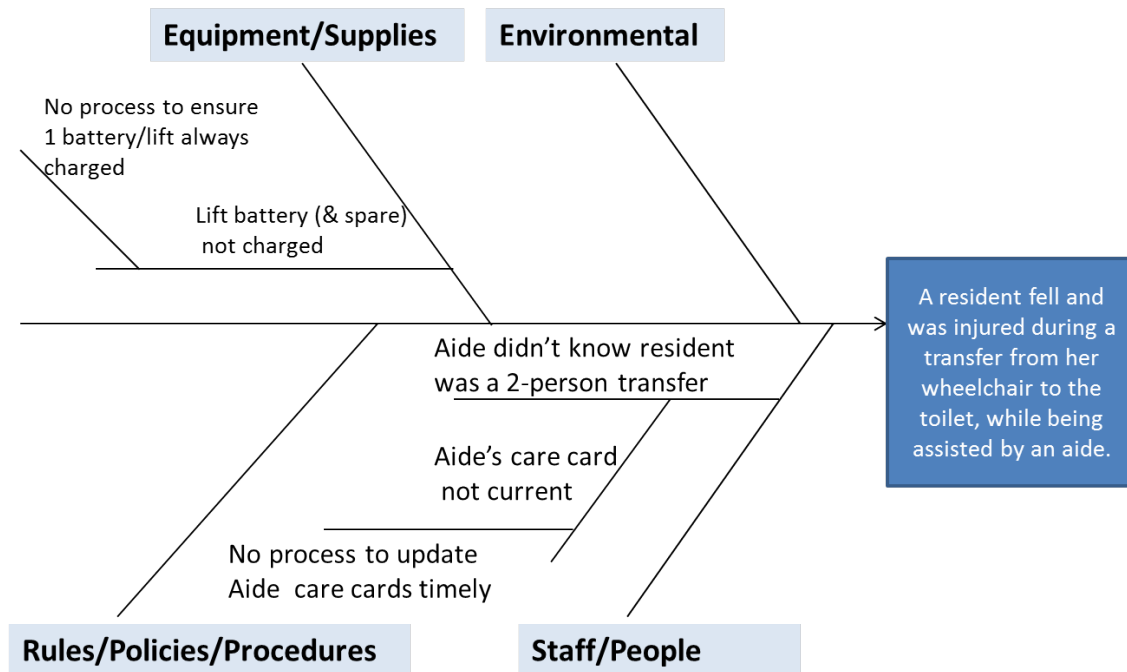 Equipment/Supplies
Environmental
No process to ensure
1 battery/lift always
charged
Lift battery (& spare)
not charged
A resident fell and
was injured during a
transfer from her
wheelchair to the
toilet, while being
assisted by an aide.
Aide didn’t know resident
was a 2-person transfer
Aide’s care card
not current
No process to update
Aide care cards timely
Rules/Policies/Procedures
Staff/People